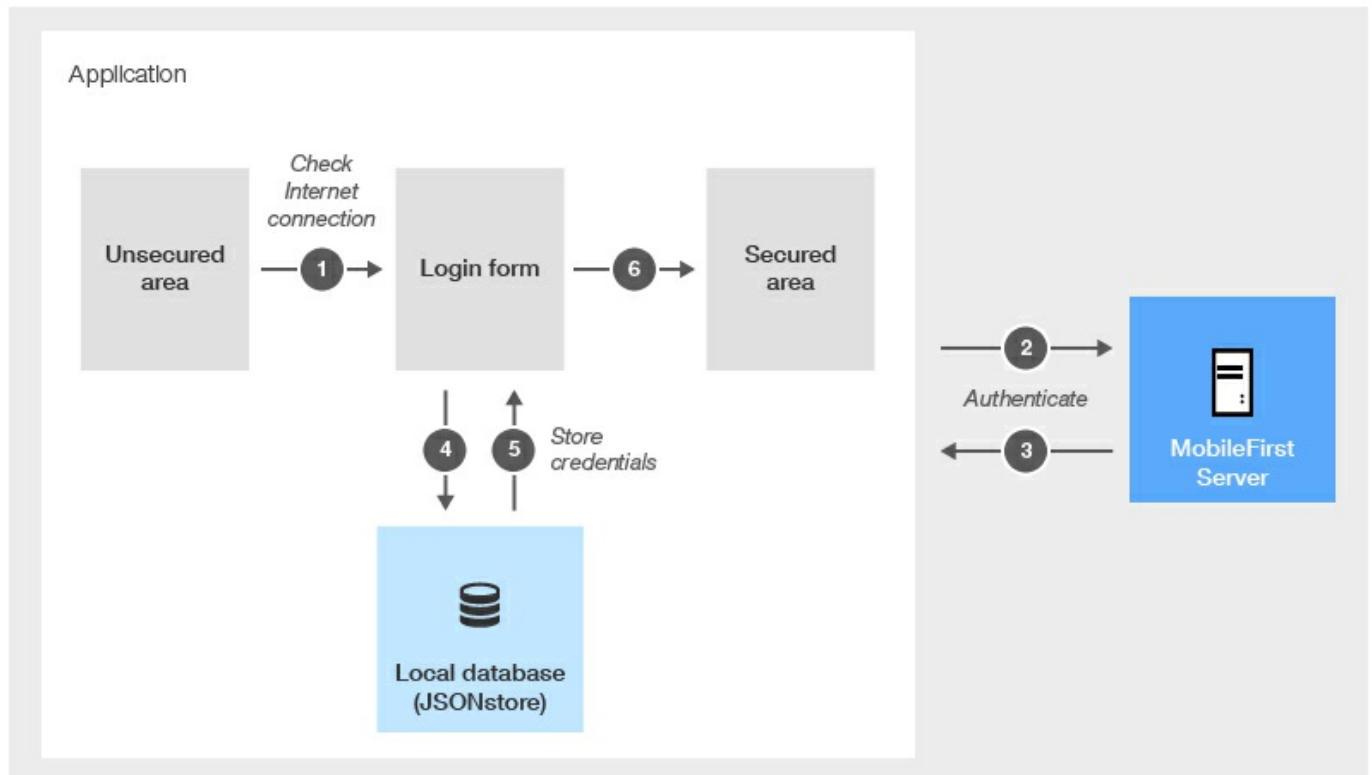 Application
Check
Internet
connection
Unsecured
area
1
Login form
6
Secured
area
2
Authenticate
3
MobileFirst
Server
4
5
Store
credentials
Local database
(JSONstore)